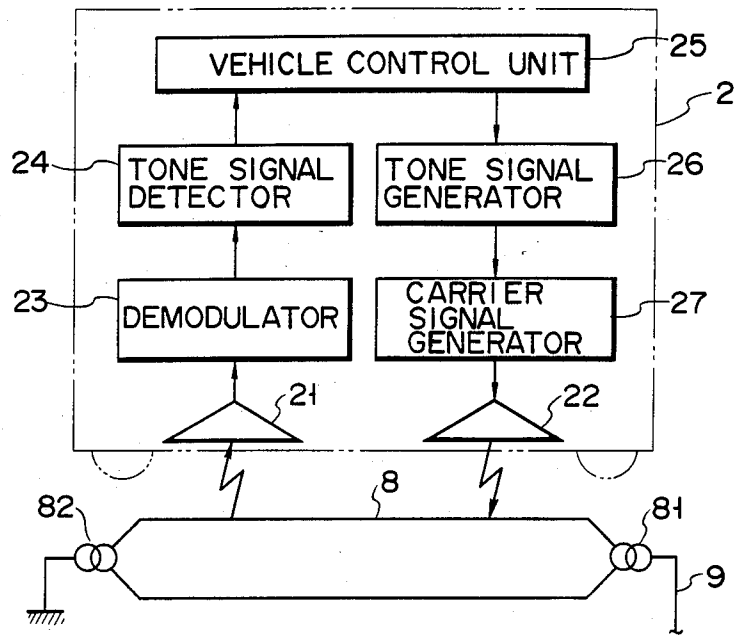 25
VEHICLE CONTROL UNIT
2
24
TONE SIGNAL
DETECTOR
TONE SIGNAL
GENERATOR
26
23
DEMODULATOR
CARRIER
SIGNAL
GENERATOR
27
21
22
8
82
81
9